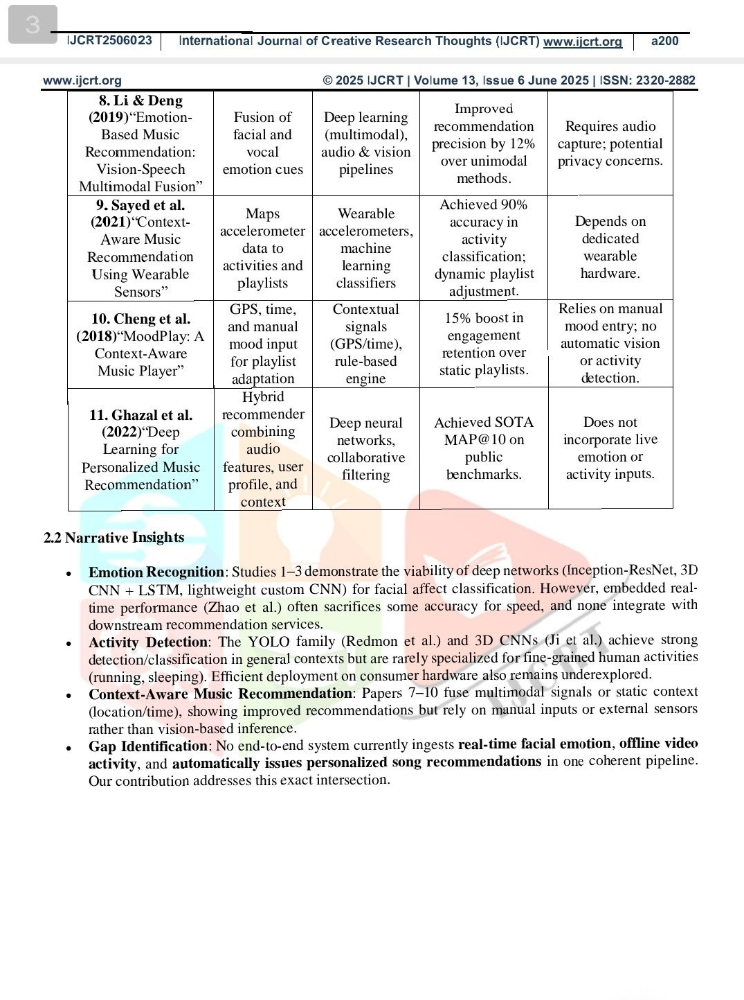 3
IJCRT2506023 International Journal of Creative Research Thoughts (IJCRT) www.ijcrt.org a200
www.ijcrt.org © 2025 IJCRT | Volume 13, Issue 6 June 2025 | ISSN: 2320-2882
8. Li & Deng
(2019)“Emotion-
Based Music
Recommendation:
Vision-Speech
Multimodal Fusion”
Fusion of
facial and
vocal
emotion cues
Deep learning
(multimodal),
audio & vision
pipelines
Improved
recommendation
precision by 12%
over unimodal
methods.
Requires audio
capture; potential
privacy concerns.
9. Sayed et al.
(2021)“Context-
Aware Music
Recommendation
Using Wearable
Sensors”
Maps
accelerometer
data to
activities and
playlists
Wearable
accelerometers,
machine
learning
classifiers
Achieved 90%
accuracy in
activity
classification;
dynamic playlist
adjustment.
Depends on
dedicated
wearable
hardware.
10. Cheng et al.
(2018)“MoodPlay: A
Context-Aware
Music Player”
GPS, time,
and manual
mood input
for playlist
adaptation
Contextual
signals
(GPS/time),
rule-based
engine
15% boost in
engagement
retention over
static playlists.
Relies on manual
mood entry; no
automatic vision
or activity
detection.
11. Ghazal et al.
(2022)“Deep
Learning for
Personalized Music
Recommendation”
Hybrid
recommender
combining
audio
features, user
profile, and
context
Deep neural
networks,
collaborative
filtering
Achieved SOTA
MAP@10 on
public
benchmarks.
Does not
incorporate live
emotion or
activity inputs.
2.2 Narrative Insights
• Emotion Recognition: Studies 1–3 demonstrate the viability of deep networks (Inception-ResNet, 3D
CNN + LSTM, lightweight custom CNN) for facial affect classification. However, embedded real-
time performance (Zhao et al.) often sacrifices some accuracy for speed, and none integrate with
downstream recommendation services.
• Activity Detection: The YOLO family (Redmon et al.) and 3D CNNs (Ji et al.) achieve strong
detection/classification in general contexts but are rarely specialized for fine-grained human activities
(running, sleeping). Efficient deployment on consumer hardware also remains underexplored.
• Context-Aware Music Recommendation: Papers 7–10 fuse multimodal signals or static context
(location/time), showing improved recommendations but rely on manual inputs or external sensors
rather than vision-based inference.
• Gap Identification: No end-to-end system currently ingests real-time facial emotion, offline video
activity, and automatically issues personalized song recommendations in one coherent pipeline.
Our contribution addresses this exact intersection.
IJCRT